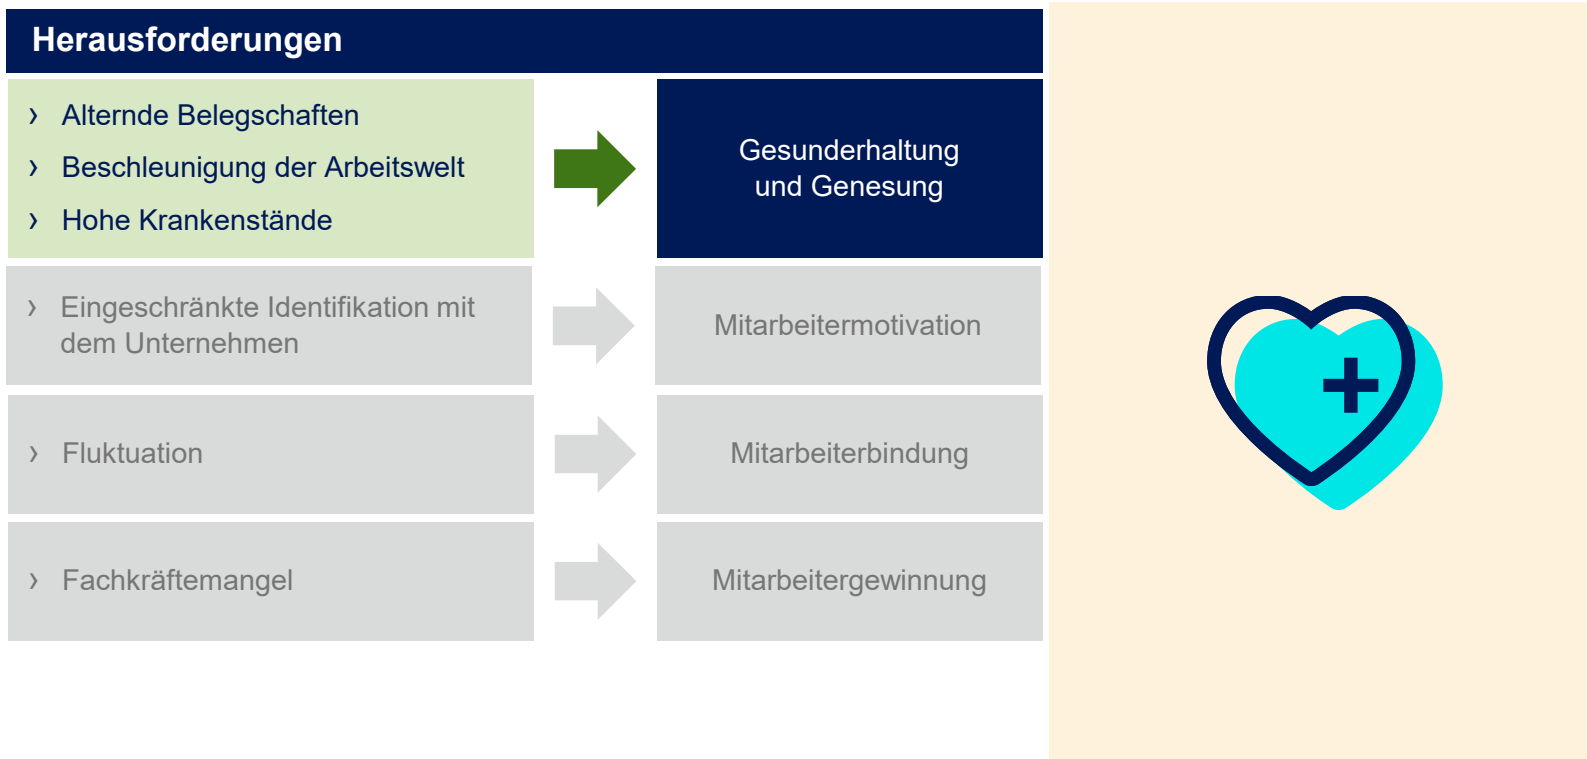 Herausforderungen
› Alternde Belegschaften
› Beschleunigung der Arbeitswelt
› Hohe Krankenstände
Gesunderhaltung
und Genesung
› Eingeschränkte Identifikation mit
dem Unternehmen
Mitarbeitermotivation
› Fluktuation
Mitarbeiterbindung
› Fachkräftemangel
Mitarbeitergewinnung